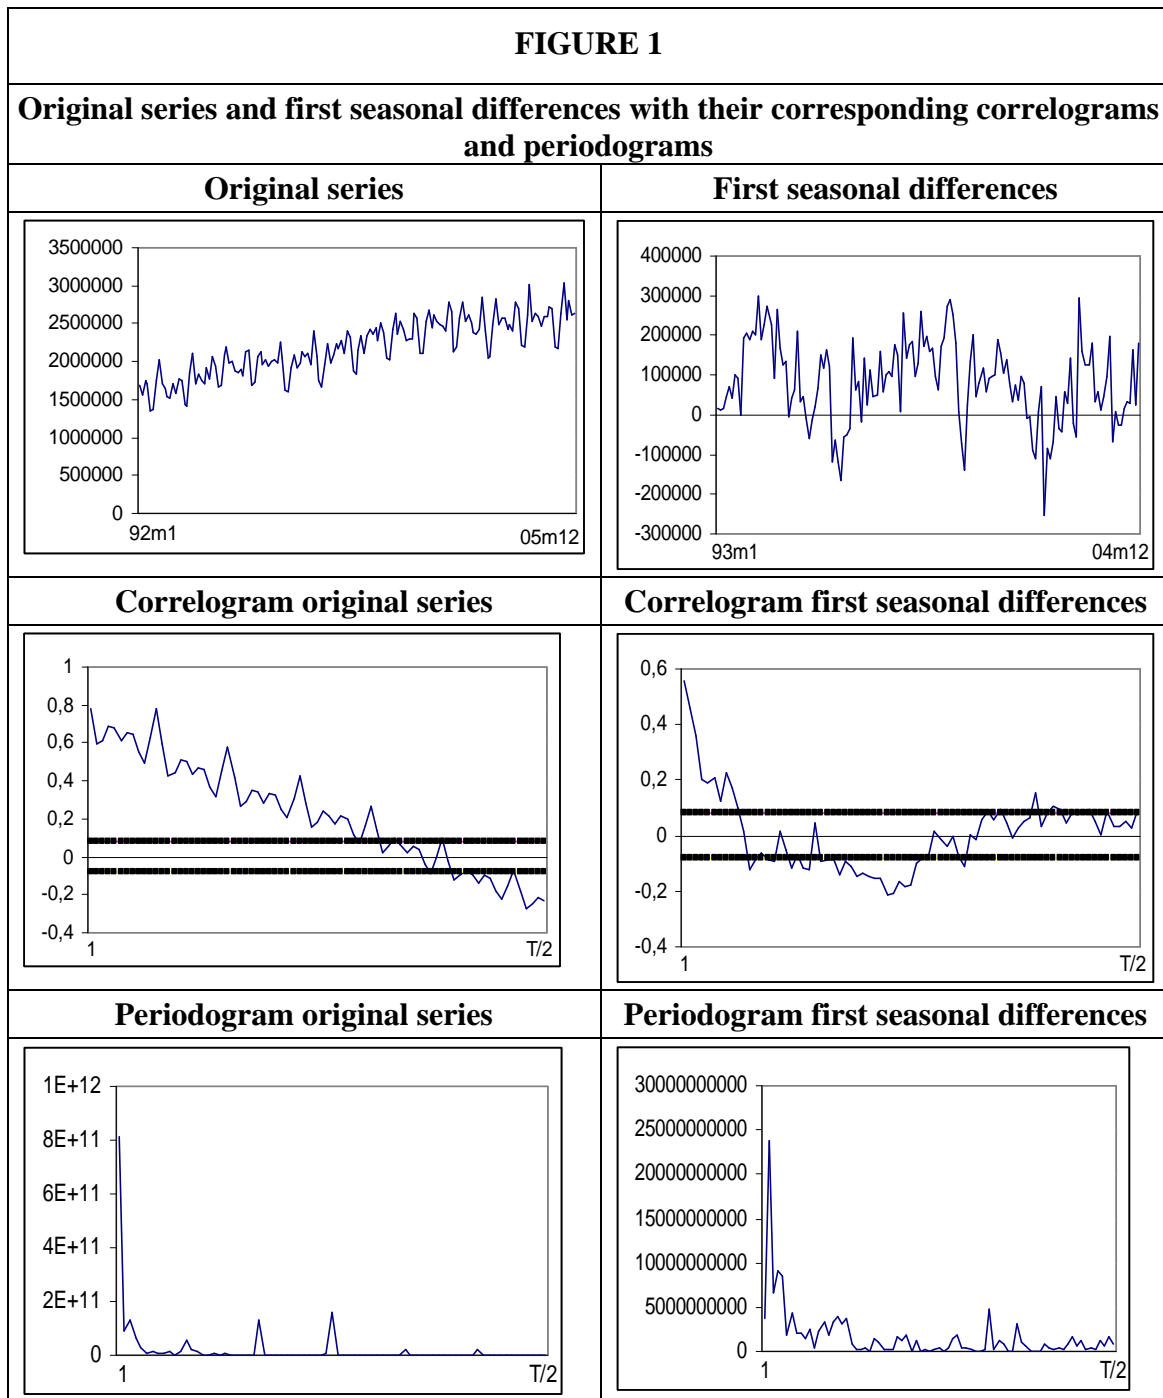 FIGURE 1
Original series and first seasonal differences with their corresponding correlograms
and periodograms
Original series
First seasonal differences
3500000
3000000
2500000
2000000
1500000
1000000
500000
0
92m1
05m12
400000
300000
200000
100000
0
-100000
-200000
-300000
93m1
04m12
Correlogram original series
Correlogram first seasonal differences
1
0,8
0,6
0,4
0,2
0
-0,2
-0,4
1
T/2
0,6
0,4
0,2
0
-0,2
-0,4
1
T/2
Periodogram original series
Periodogram first seasonal differences
1E+12
8E+11
6E+11
4E+11
2E+11
0
1
T/2
30000000000
25000000000
20000000000
15000000000
10000000000
5000000000
0
1
T/2